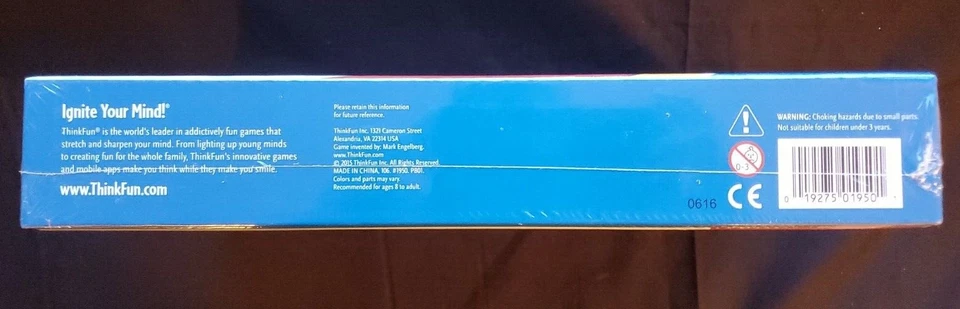 Ignite Your Mind!®
ThinkFun® is the world's leader in addictively fun games that
stretch and sharpen your mind. From lighting up young minds
to creating fun for the whole family, ThinkFun's innovative games
and mobile apps make you think while they make you smile.
www.ThinkFun.com
Please retain this information
for future reference.
ThinkFun Inc. 1321 Cameron Street
Alexandria, VA 22314 USA
Game invented by: Mark Engelberg.
www.ThinkFun.com
© 2015 ThinkFun Inc. All Rights Reserved.
MADE IN CHINA, 106. #1950. PB01.
Colors and parts may vary.
Recommended for ages 8 to adult.
WARNING: Choking hazards due to small parts.
Not suitable for children under 3 years.
0-3
0616
CE
0 19275 01950 1